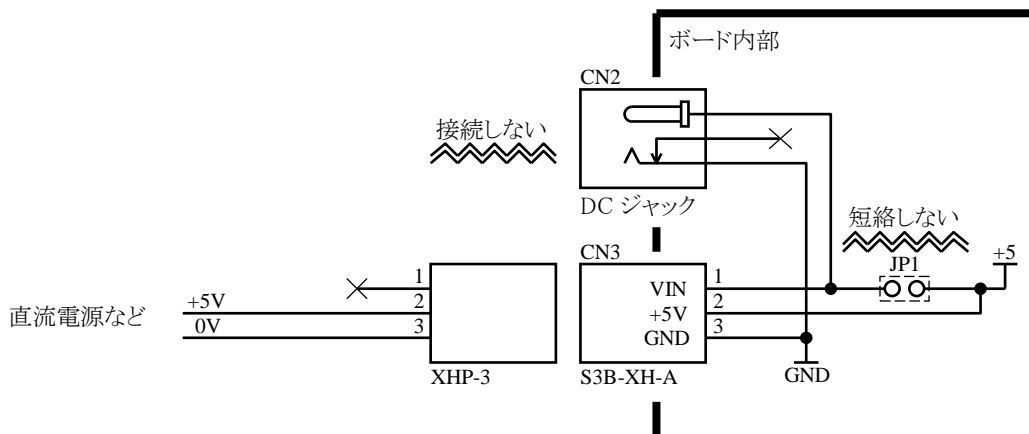 ボード内部
CN2
接続しない
DC ジャック
短絡しない
CN3
JP1
+5
1
VIN
1
直流電源など
+5V
2
+5V
2
0V
3
GND
3
XHP-3
S3B-XH-A
GND